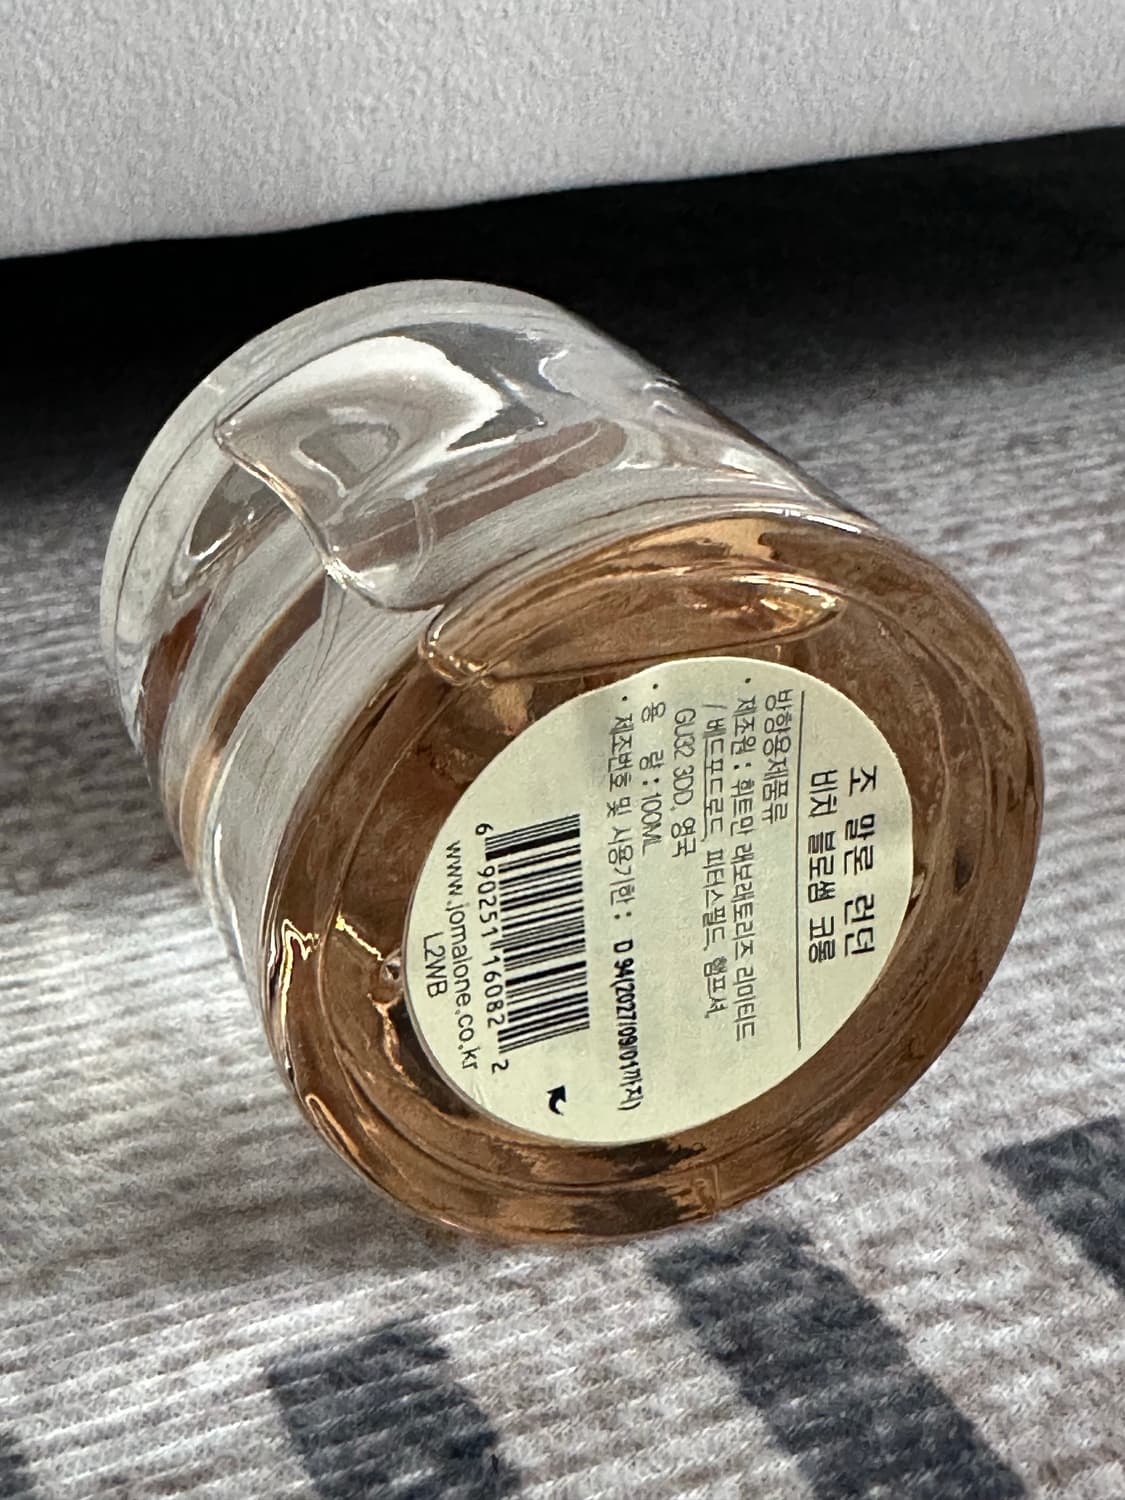 조 말론 런던
비치 블로썸 코롱
방향용제품류
· 제조원 : 휘트만 래보래토리즈 리미티드
/ 베드포드로드, 피터스필드, 햄프셔,
GU32 3DD, 영국
· 용 량 : 100ML
· 제조번호 및 사용기한 : D 94(2027/09/01까지)
6 90251 16082 2
www.jomalone.co.kr
L2WB